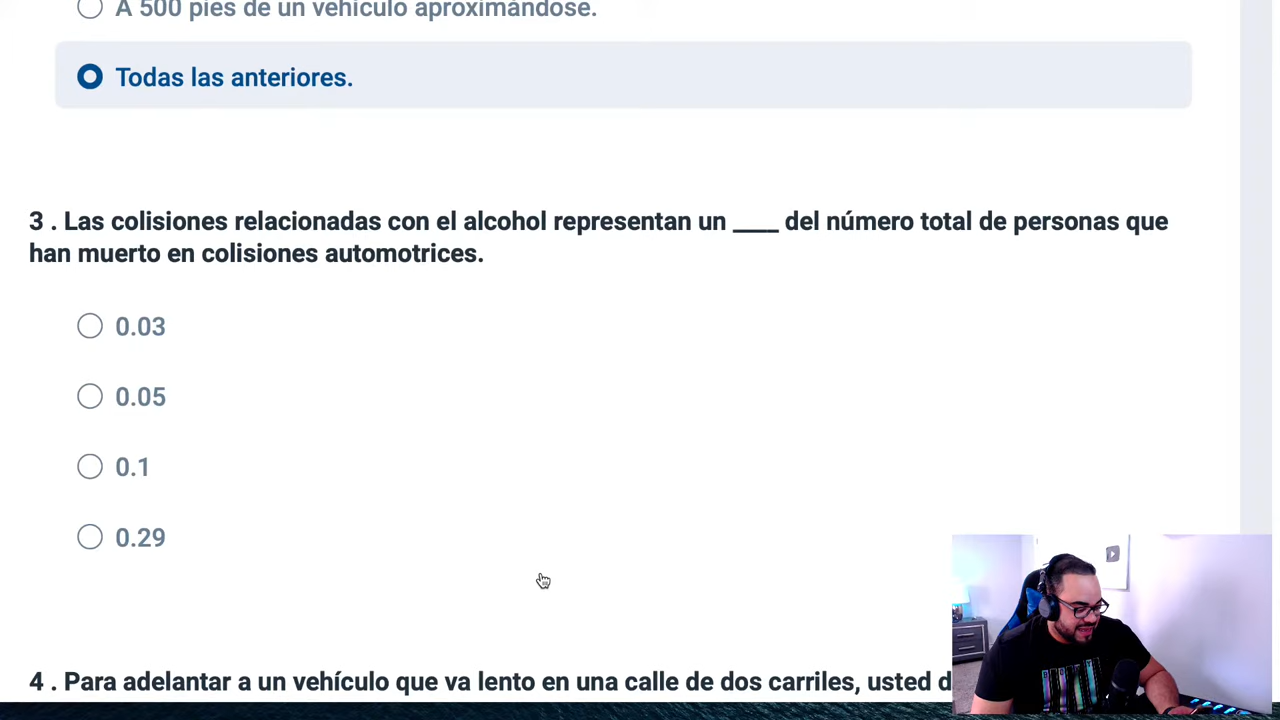 A 500 pies de un vehículo aproximándose.
Todas las anteriores.
3 . Las colisiones relacionadas con el alcohol representan un ____ del número total de personas que
han muerto en colisiones automotrices.
0.03
0.05
0.1
0.29
4 . Para adelantar a un vehículo que va lento en una calle de dos carriles, usted d